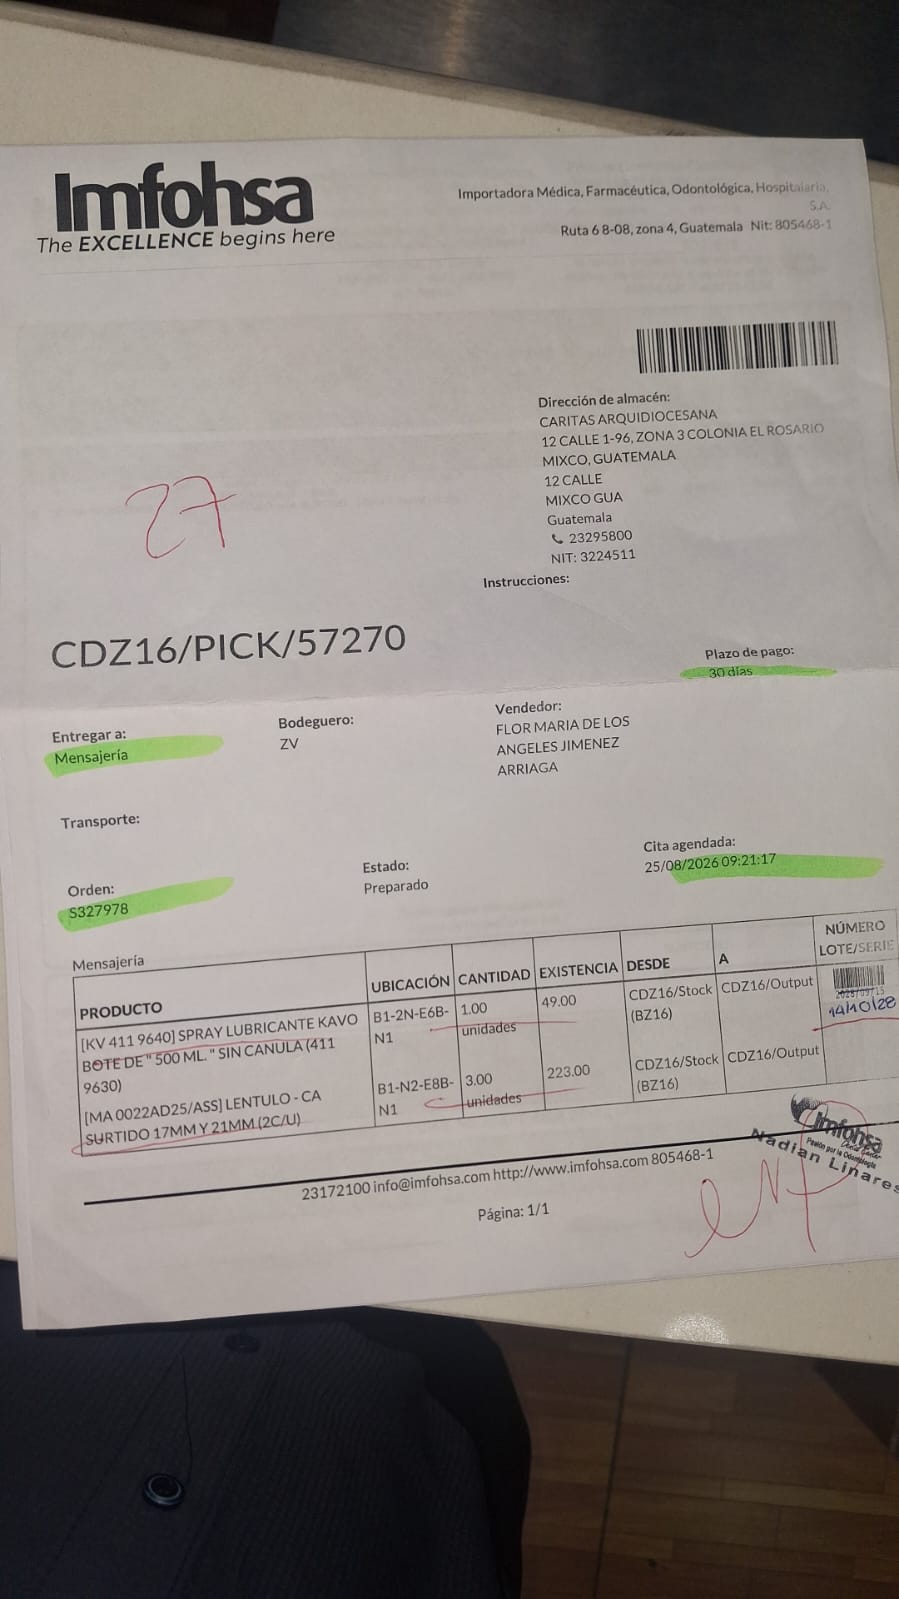 Imfohsa
The EXCELLENCE begins here
Importadora Médica, Farmacéutica, Odontológica, Hospitalaria,
S.A.
Ruta 6 8-08, zona 4, Guatemala Nit: 805468-1
Dirección de almacén:
CARITAS ARQUIDIOCESANA
12 CALLE 1-96, ZONA 3 COLONIA EL ROSARIO
MIXCO, GUATEMALA
12 CALLE
MIXCO GUA
Guatemala
23295800
NIT: 3224511
Instrucciones:
27
CDZ16/PICK/57270
Plazo de pago:
30 días
Entregar a:
Mensajería
Bodeguero:
ZV
Vendedor:
FLOR MARIA DE LOS
ANGELES JIMENEZ
ARRIAGA
Transporte:
Cita agendada:
25/08/2026 09:21:17
Estado:
Preparado
Orden:
S327978
Mensajería
PRODUCTO UBICACIÓN CANTIDAD EXISTENCIA DESDE A NÚMERO LOTE/SERIE
[KV 411 9640] SPRAY LUBRICANTE KAVO
BOTE DE " 500 ML. " SIN CANULA (411
9630)
B1-2N-E6B-
N1
1.00
unidades
49.00
CDZ16/Stock
(BZ16)
CDZ16/Output
14/10/28
[MA 0022AD25/ASS] LENTULO - CA
SURTIDO 17MM Y 21MM (2C/U)
B1-N2-E8B-
N1
3.00
unidades
223.00
CDZ16/Stock
(BZ16)
CDZ16/Output
Imfohsa
Nadian Linares
23172100 info@imfohsa.com http://www.imfohsa.com 805468-1
Página: 1/1